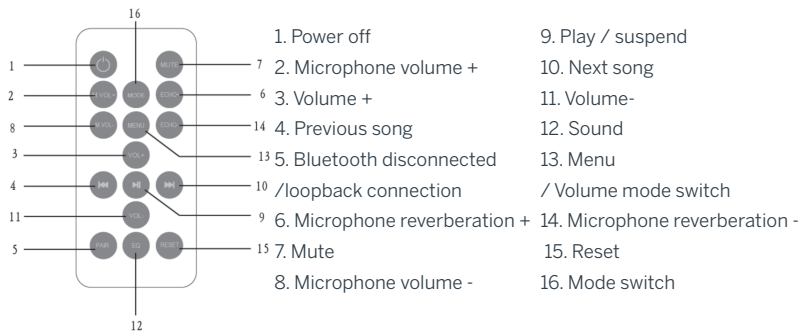 16
1
2
8
3
4
11
5
12
7
6
14
13
10
9
15
MUTE
M.VOL+
MODE
ECHO+
M.VOL-
MENU
ECHO-
VOL+
VOL-
PAIR
EQ
RESET
1. Power off
2. Microphone volume +
3. Volume +
4. Previous song
5. Bluetooth disconnected
/loopback connection
6. Microphone reverberation +
7. Mute
8. Microphone volume -
9. Play / suspend
10. Next song
11. Volume-
12. Sound
13. Menu
/ Volume mode switch
14. Microphone reverberation -
15. Reset
16. Mode switch